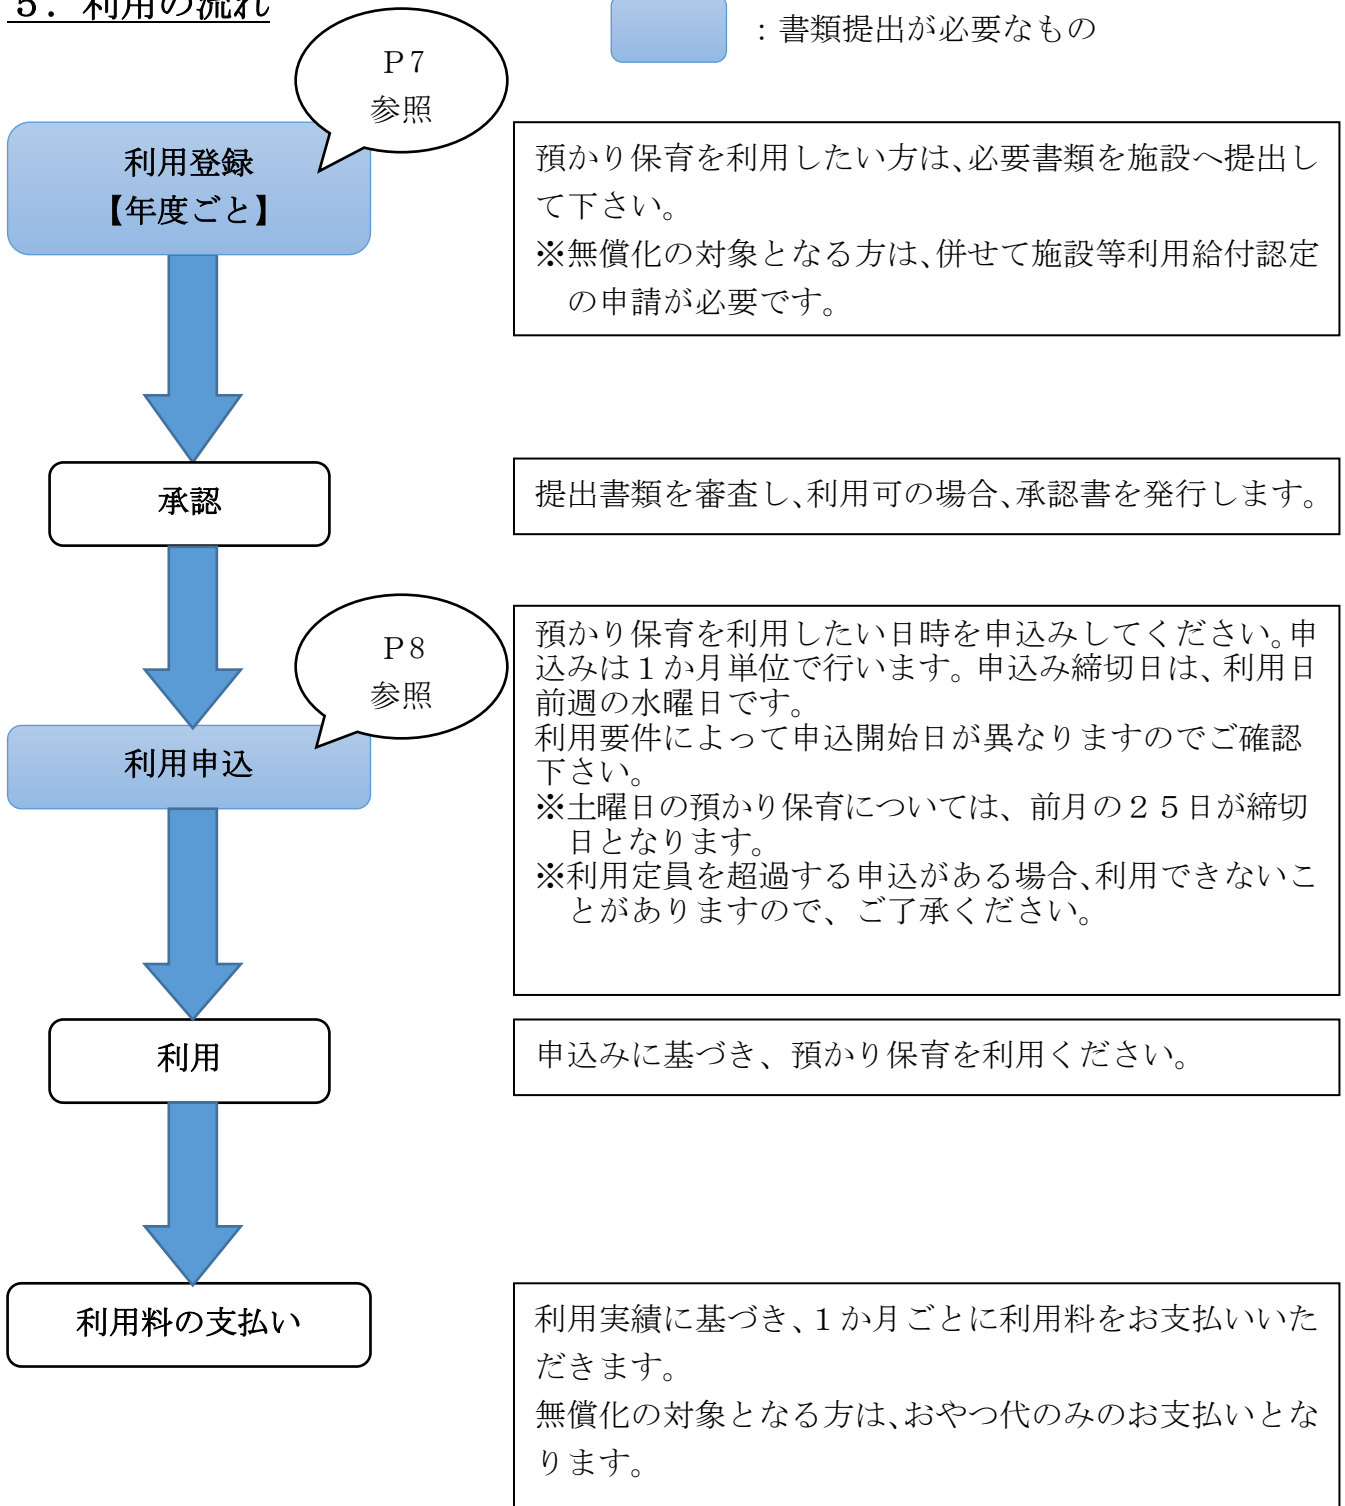 ５．利用の流れ
：書類提出が必要なもの
Ｐ７
参照
利用登録
【年度ごと】
預かり保育を利用したい方は、必要書類を施設へ提出し
て下さい。
※無償化の対象となる方は、併せて施設等利用給付認定
の申請が必要です。
承認
提出書類を審査し、利用可の場合、承認書を発行します。
Ｐ８
参照
利用申込
預かり保育を利用したい日時を申込みしてください。申
込みは１か月単位で行います。申込み締切日は、利用日
前週の水曜日です。
利用要件によって申込開始日が異なりますのでご確認
下さい。
※土曜日の預かり保育については、前月の２５日が締切
日となります。
※利用定員を超過する申込がある場合、利用できないこ
とがありますので、ご了承ください。
利用
申込みに基づき、預かり保育を利用ください。
利用料の支払い
利用実績に基づき、１か月ごとに利用料をお支払いいた
だきます。
無償化の対象となる方は、おやつ代のみのお支払いとな
ります。